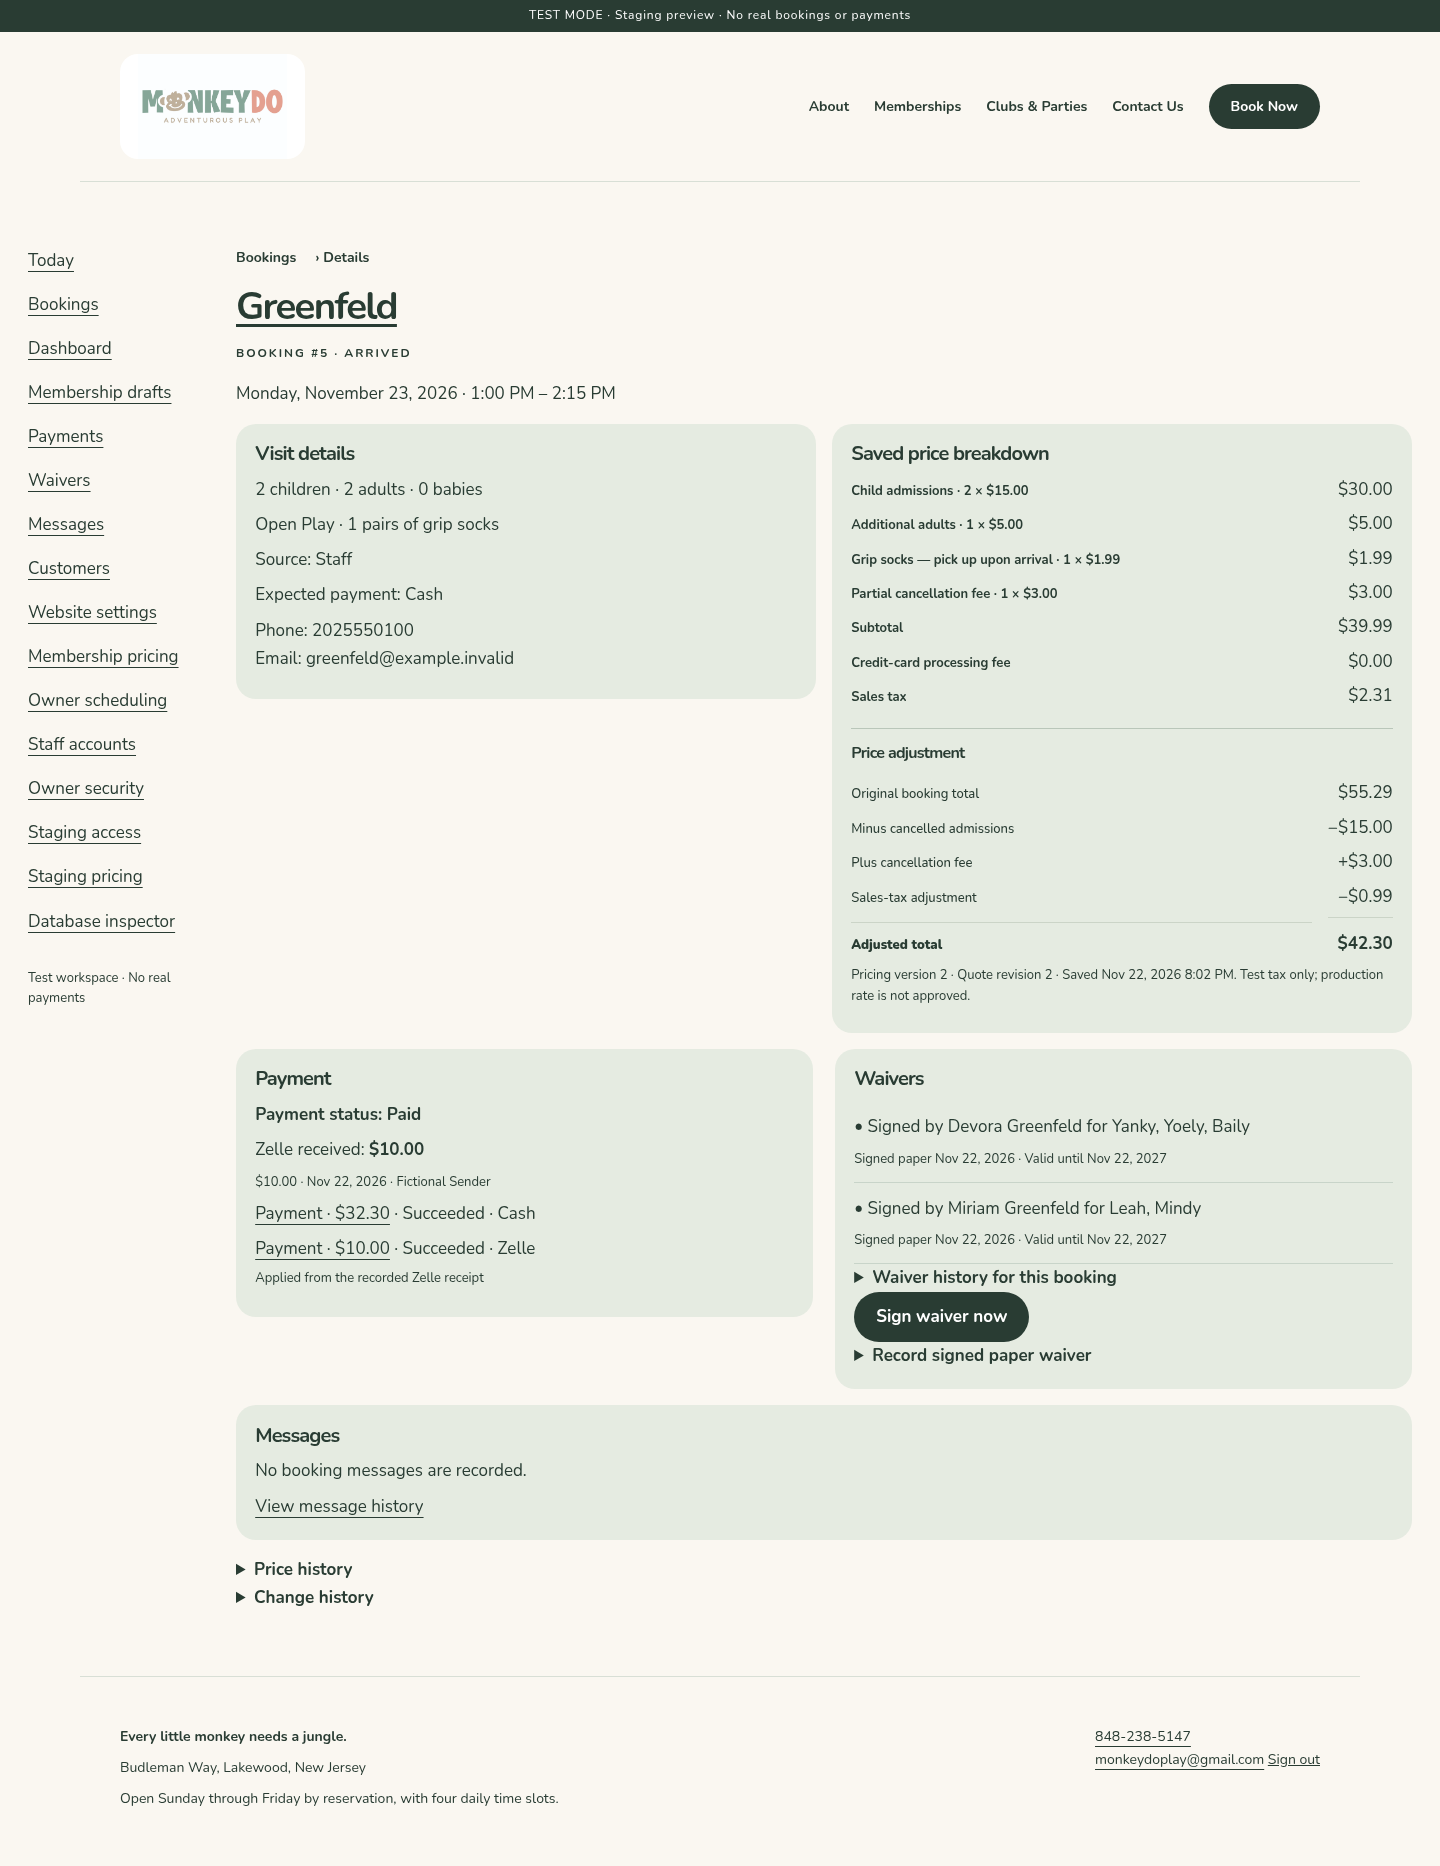 TEST MODE · Staging preview · No real bookings or payments
MONKEYDO
ADVENTUROUS PLAY
About
Memberships
Clubs & Parties
Contact Us
Book Now
Today
Bookings
Dashboard
Membership drafts
Payments
Waivers
Messages
Customers
Website settings
Membership pricing
Owner scheduling
Staff accounts
Owner security
Staging access
Staging pricing
Database inspector
Test workspace · No real
payments
Bookings › Details
Greenfeld
BOOKING #5 · ARRIVED
Monday, November 23, 2026 · 1:00 PM – 2:15 PM
Visit details
2 children · 2 adults · 0 babies
Open Play · 1 pairs of grip socks
Source: Staff
Expected payment: Cash
Phone: 2025550100
Email: greenfeld@example.invalid
Saved price breakdown
Child admissions · 2 × $15.00 $30.00
Additional adults · 1 × $5.00 $5.00
Grip socks — pick up upon arrival · 1 × $1.99 $1.99
Partial cancellation fee · 1 × $3.00 $3.00
Subtotal $39.99
Credit-card processing fee $0.00
Sales tax $2.31
Price adjustment
Original booking total $55.29
Minus cancelled admissions –$15.00
Plus cancellation fee +$3.00
Sales-tax adjustment –$0.99
Adjusted total $42.30
Pricing version 2 · Quote revision 2 · Saved Nov 22, 2026 8:02 PM. Test tax only; production
rate is not approved.
Payment
Payment status: Paid
Zelle received: $10.00
$10.00 · Nov 22, 2026 · Fictional Sender
Payment · $32.30 · Succeeded · Cash
Payment · $10.00 · Succeeded · Zelle
Applied from the recorded Zelle receipt
Waivers
• Signed by Devora Greenfeld for Yanky, Yoely, Baily
Signed paper Nov 22, 2026 · Valid until Nov 22, 2027
• Signed by Miriam Greenfeld for Leah, Mindy
Signed paper Nov 22, 2026 · Valid until Nov 22, 2027
▶ Waiver history for this booking
Sign waiver now
▶ Record signed paper waiver
Messages
No booking messages are recorded.
View message history
▶ Price history
▶ Change history
Every little monkey needs a jungle.
Budleman Way, Lakewood, New Jersey
Open Sunday through Friday by reservation, with four daily time slots.
848-238-5147
monkeydoplay@gmail.com Sign out